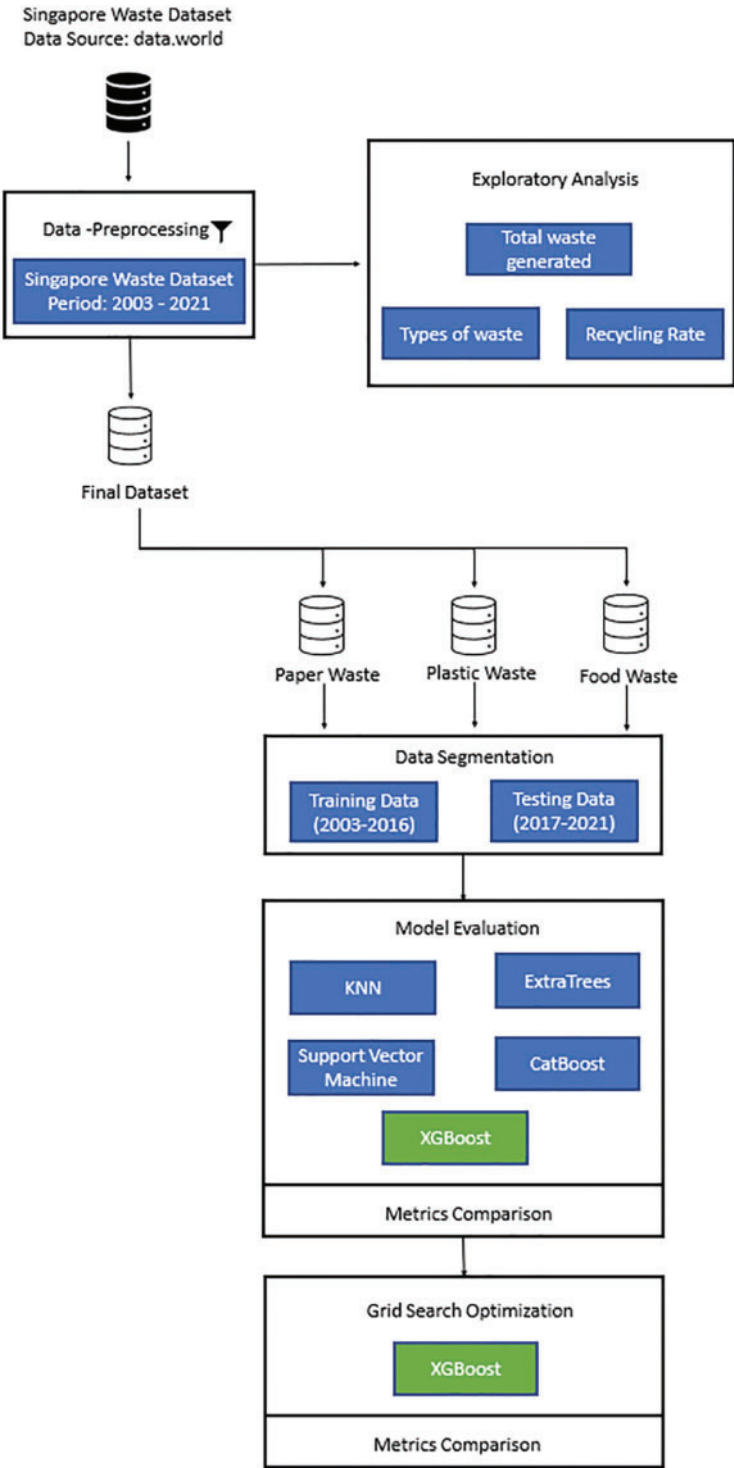 Singapore Waste Dataset
Data Source: data.world
Data -Preprocessing
Singapore Waste Dataset
Period: 2003 - 2021
Exploratory Analysis
Total waste
generated
Types of waste
Recycling Rate
Final Dataset
Paper Waste
Plastic Waste
Food Waste
Data Segmentation
Training Data
(2003-2016)
Testing Data
(2017-2021)
Model Evaluation
KNN
ExtraTrees
Support Vector
Machine
CatBoost
XGBoost
Metrics Comparison
Grid Search Optimization
XGBoost
Metrics Comparison